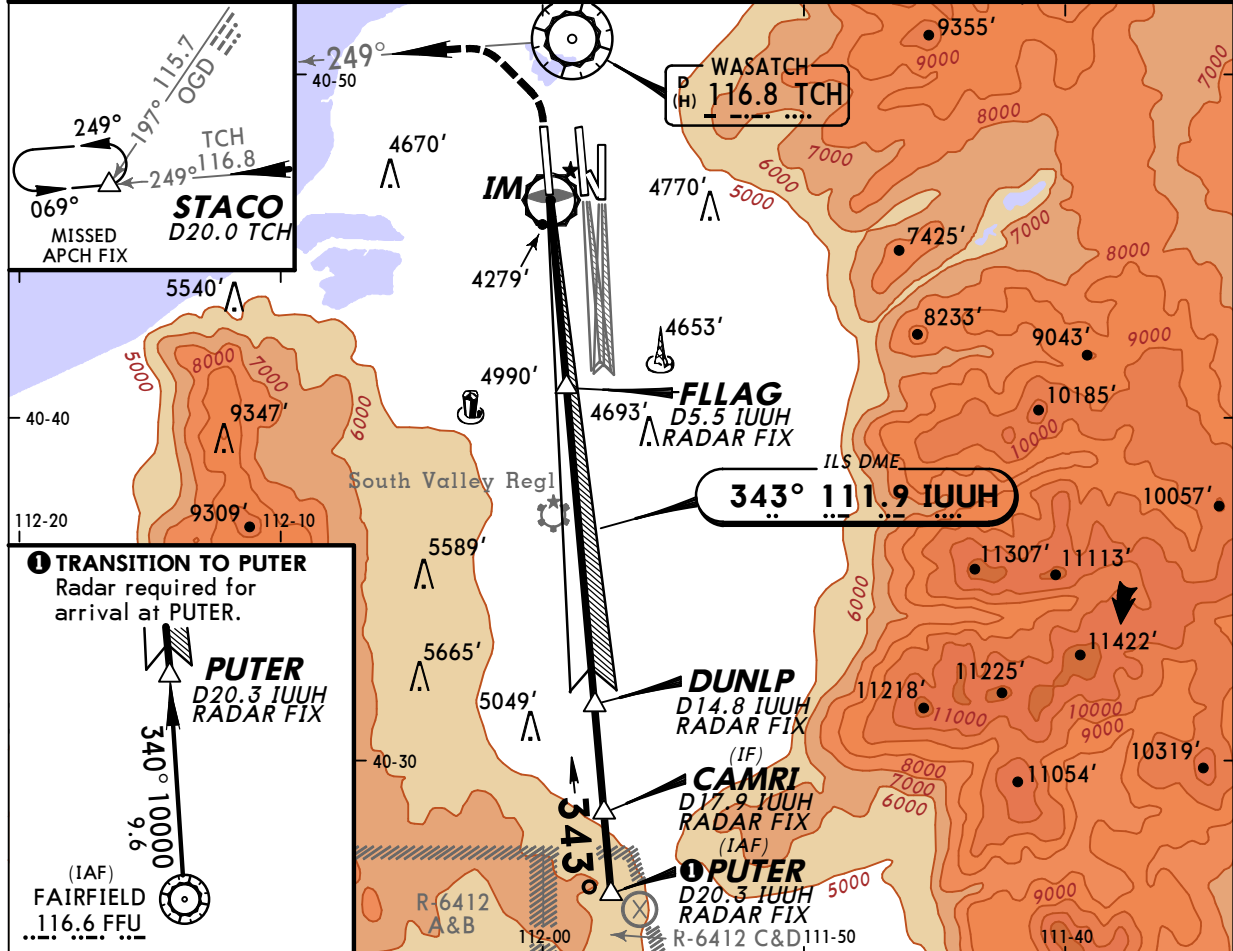 115.7
OGD
197°
249°
TCH
116.8
249°
069°
STACO
D20.0 TCH
MISSED
APCH FIX
249°
40-50
WASATCH
D
(H)
116.8 TCH
9355'
9000
7000
8000
7000
6000
5000
4670'
4770'
IM
4279'
7425'
7000
8000
5540'
5000
8000
7000
6000
9347'
9309'
4653'
8233'
9043'
9000
4990'
FLLAG
D5.5 IUUH
RADAR FIX
4693'
10185'
10000
40-40
South Valley Regl
ILS DME
343° 111.9 IUUH
10057'
112-20
112-10
5589'
11307'
11113'
6000
11422'
11225'
11218'
11000
10000
9000
10319'
11054'
8000
7000
6000
5665'
5049'
DUNLP
D14.8 IUUH
RADAR FIX
(IF)
CAMRI
D17.9 IUUH
RADAR FIX
(IAF)
1 PUTER
D20.3 IUUH
RADAR FIX
343°
40-30
5000
9000
R-6412
A&B
R-6412 C&D
112-00
111-50
111-40
1 TRANSITION TO PUTER
Radar required for
arrival at PUTER.
PUTER
D20.3 IUUH
RADAR FIX
340° 10000
9.6
(IAF)
FAIRFIELD
116.6 FFU